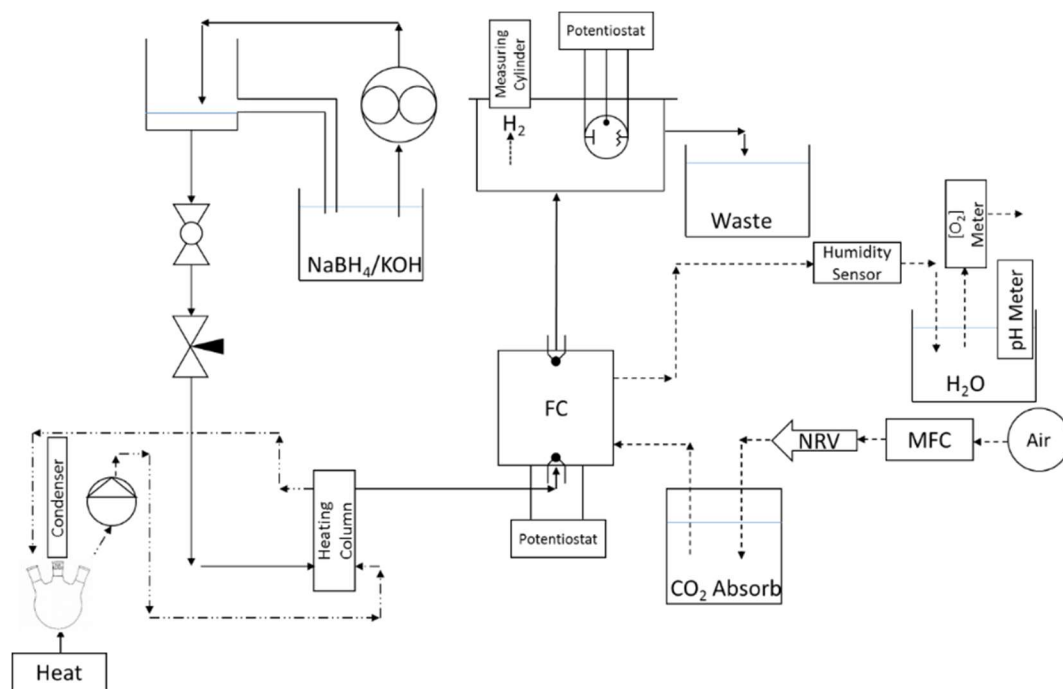 Potentiostat
Measuring
Cylinder
H₂
Waste
NaBH₄/KOH
Humidity
Sensor
[O₂]
Meter
pH Meter
H₂O
FC
NRV
MFC
Air
Condenser
Heating
Column
Potentiostat
CO₂ Absorb
Heat